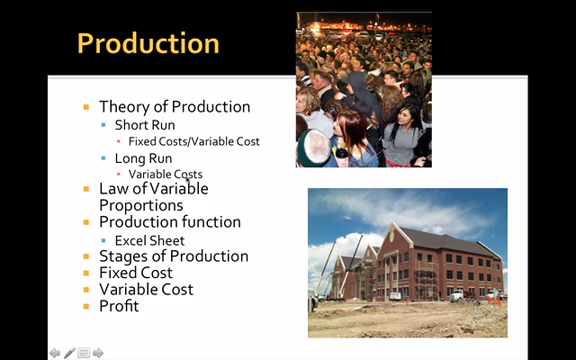 Production
Theory of Production
Short Run
Fixed Costs/Variable Cost
Long Run
Variable Costs
Law of Variable
Proportions
Production function
Excel Sheet
Stages of Production
Fixed Cost
Variable Cost
Profit